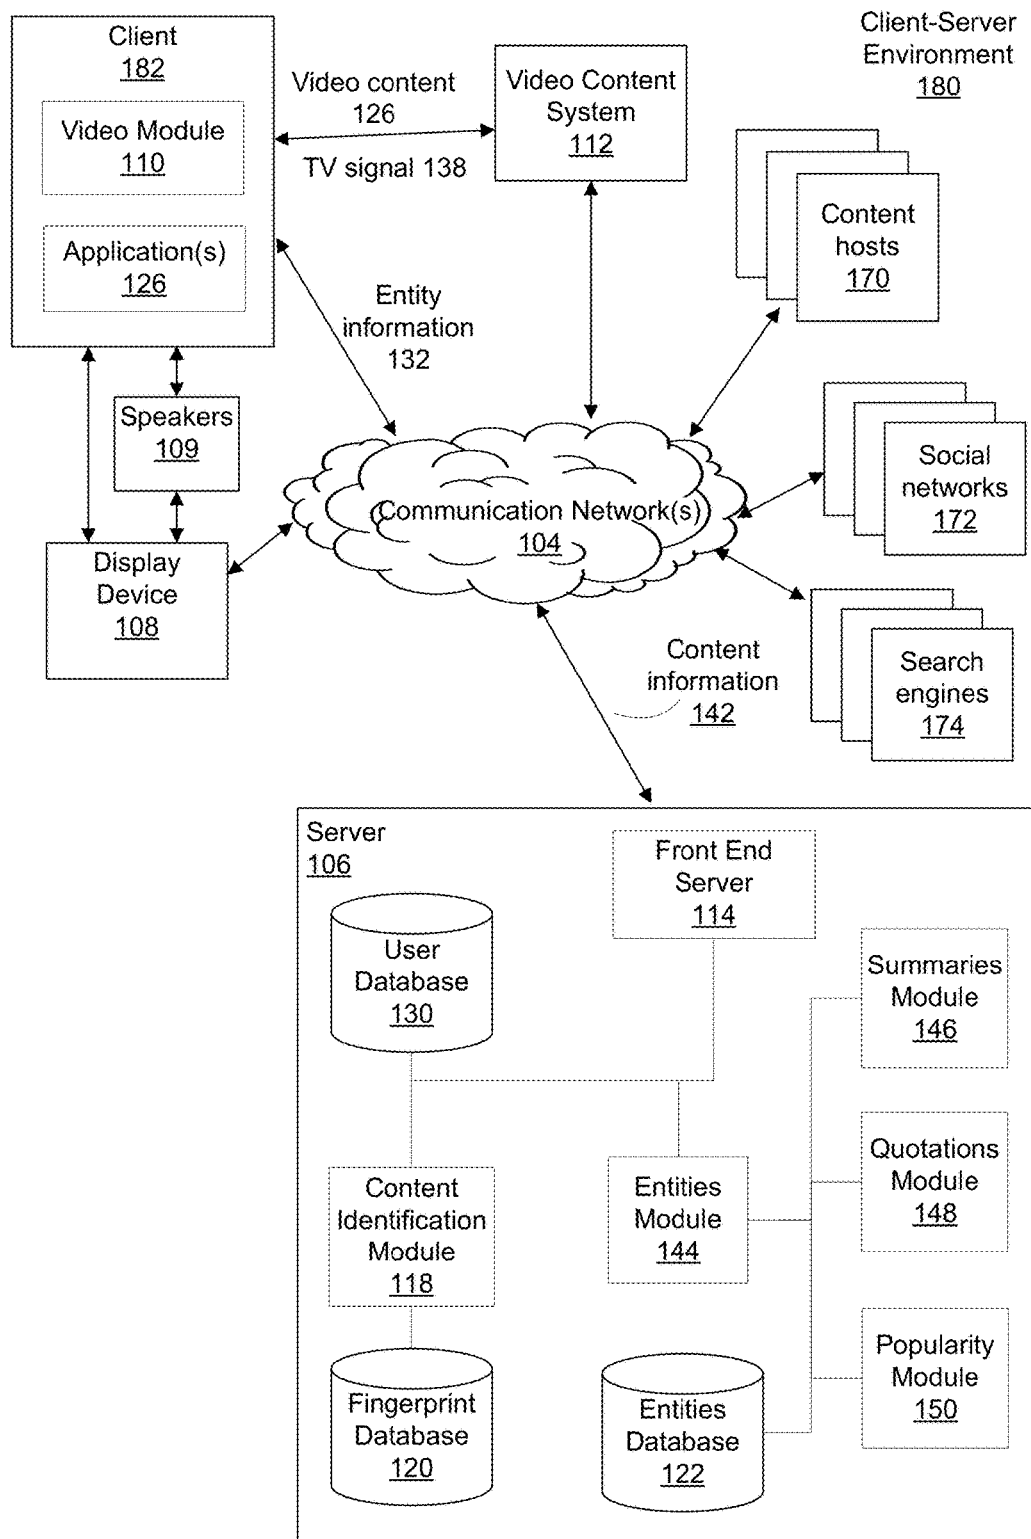 Client
182
Video Module
110
Application(s)
126
Video content
126
TV signal 138
Video Content
System
112
Client-Server
Environment
180
Content
hosts
170
Entity
information
132
Speakers
109
Communication Network(s)
104
Social
networks
172
Display
Device
108
Content
information
142
Search
engines
174
Server
106
Front End
Server
114
User
Database
130
Summaries
Module
146
Content
Identification
Module
118
Entities
Module
144
Quotations
Module
148
Fingerprint
Database
120
Entities
Database
122
Popularity
Module
150